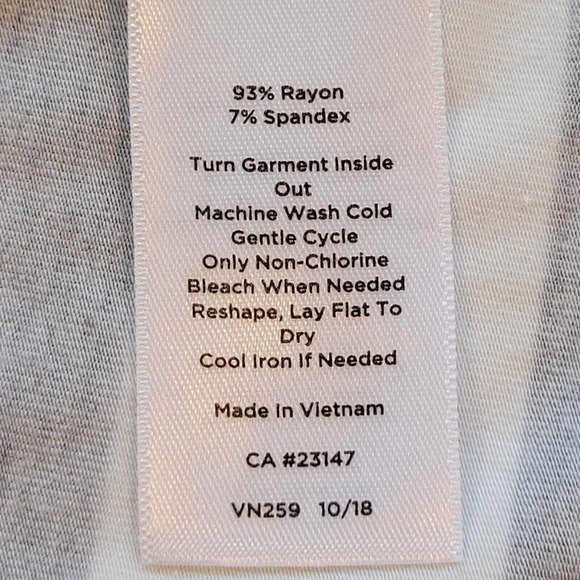 93% Rayon
7% Spandex
Turn Garment Inside
Out
Machine Wash Cold
Gentle Cycle
Only Non-Chlorine
Bleach When Needed
Reshape, Lay Flat To
Dry
Cool Iron If Needed
Made In Vietnam
CA #23147
VN259 10/18